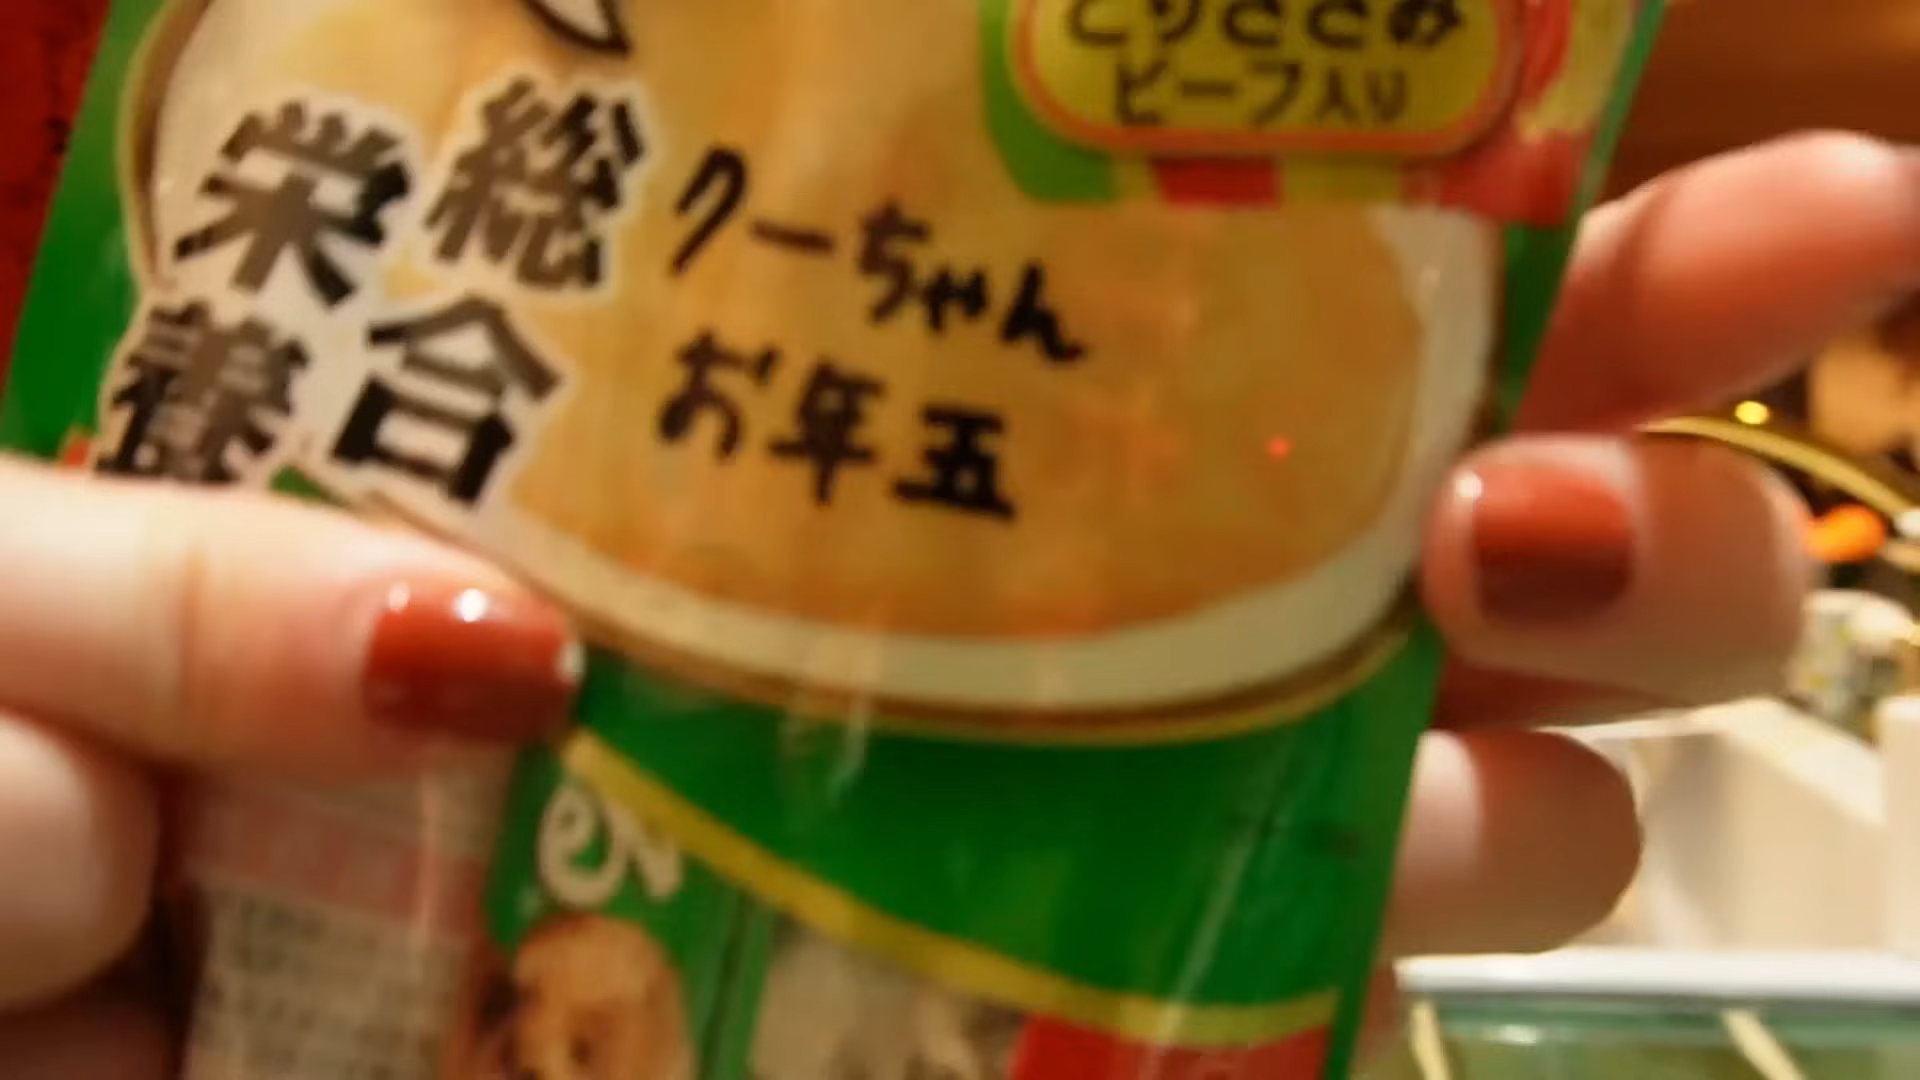 とりささみ
ビーフ入り
総合
栄養
クーちゃん
お年五